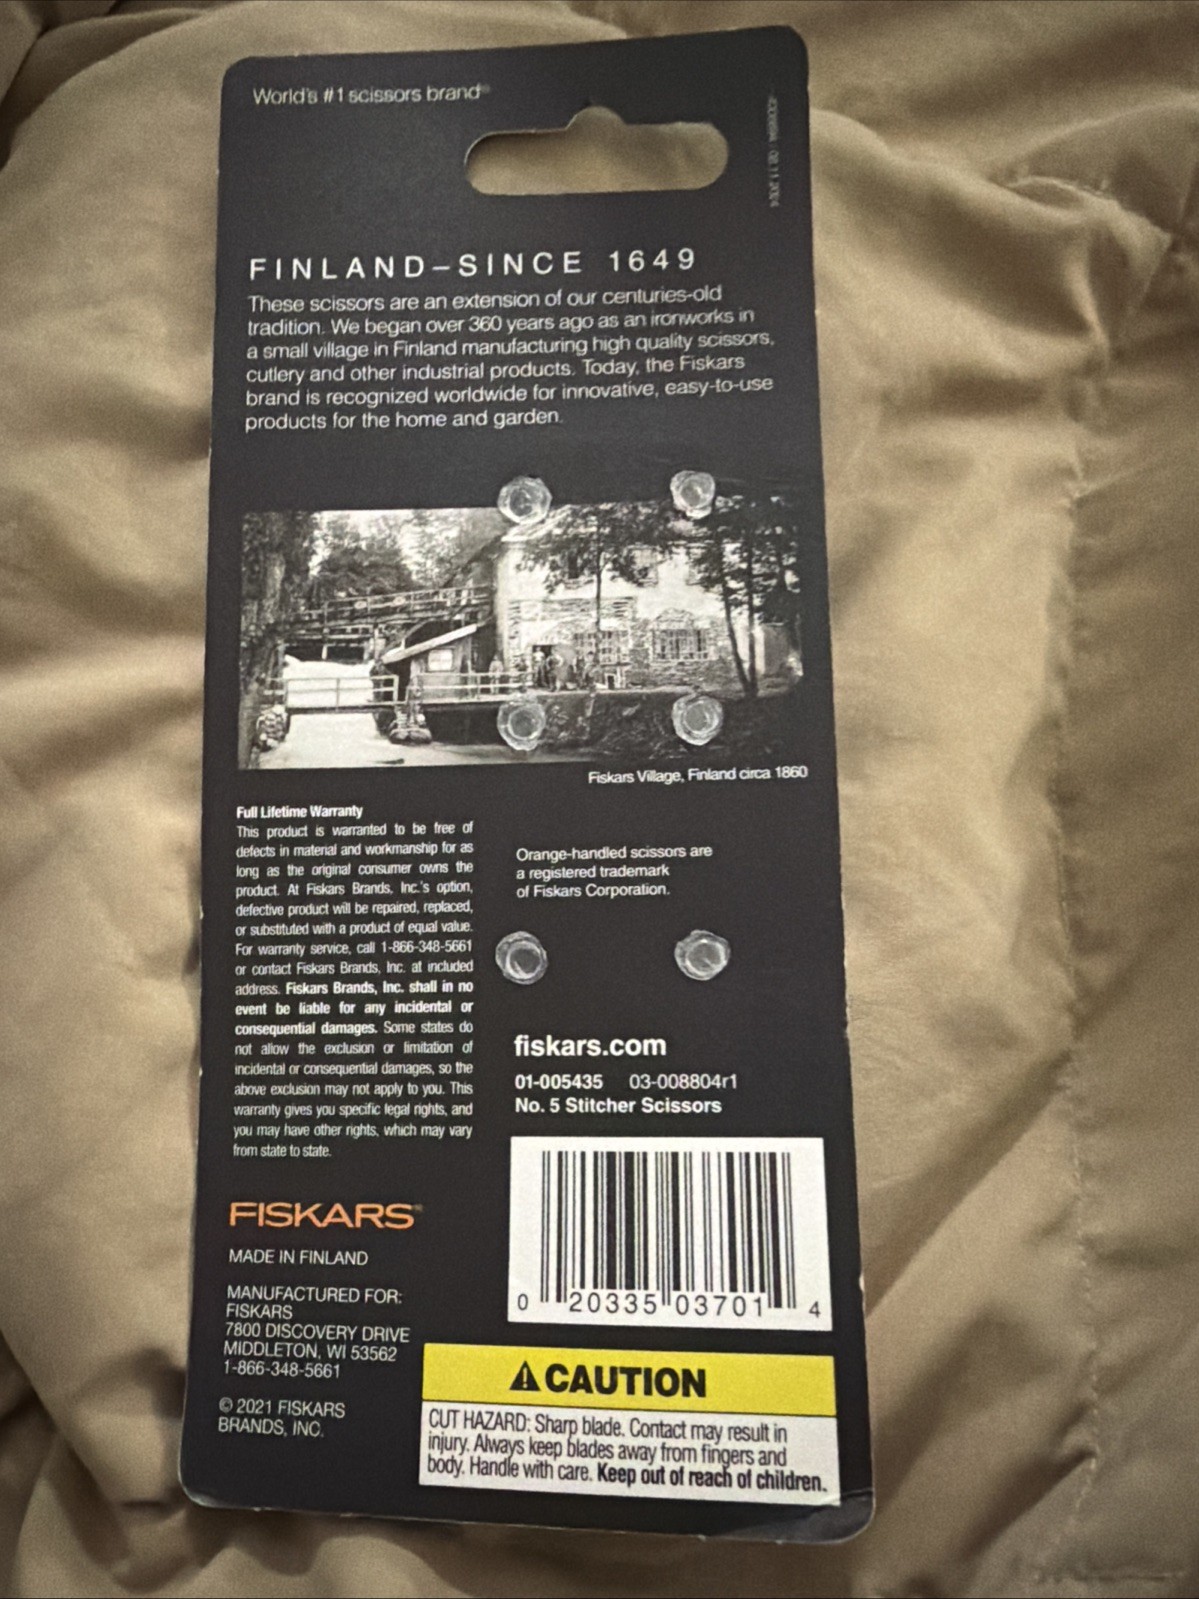 World's #1 scissors brand®
FINLAND–SINCE 1649
These scissors are an extension of our centuries-old
tradition. We began over 360 years ago as an ironworks in
a small village in Finland manufacturing high quality scissors,
cutlery and other industrial products. Today, the Fiskars
brand is recognized worldwide for innovative, easy-to-use
products for the home and garden.
Fiskars Village, Finland circa 1860
Full Lifetime Warranty
This product is warranted to be free of
defects in material and workmanship for as
long as the original consumer owns the
product. At Fiskars Brands, Inc.'s option,
defective product will be repaired, replaced,
or substituted with a product of equal value.
For warranty service, call 1-866-348-5661
or contact Fiskars Brands, Inc. at included
address. Fiskars Brands, Inc. shall in no
event be liable for any incidental or
consequential damages. Some states do
not allow the exclusion or limitation of
incidental or consequential damages, so the
above exclusion may not apply to you. This
warranty gives you specific legal rights, and
you may have other rights, which may vary
from state to state.
Orange-handled scissors are
a registered trademark
of Fiskars Corporation.
fiskars.com
01-005435 03-008804r1
No. 5 Stitcher Scissors
0 20335 03701 4
FISKARS®
MADE IN FINLAND
MANUFACTURED FOR:
FISKARS
7800 DISCOVERY DRIVE
MIDDLETON, WI 53562
1-866-348-5661
© 2021 FISKARS
BRANDS, INC.
CAUTION
CUT HAZARD: Sharp blade. Contact may result in
injury. Always keep blades away from fingers and
body. Handle with care. Keep out of reach of children.